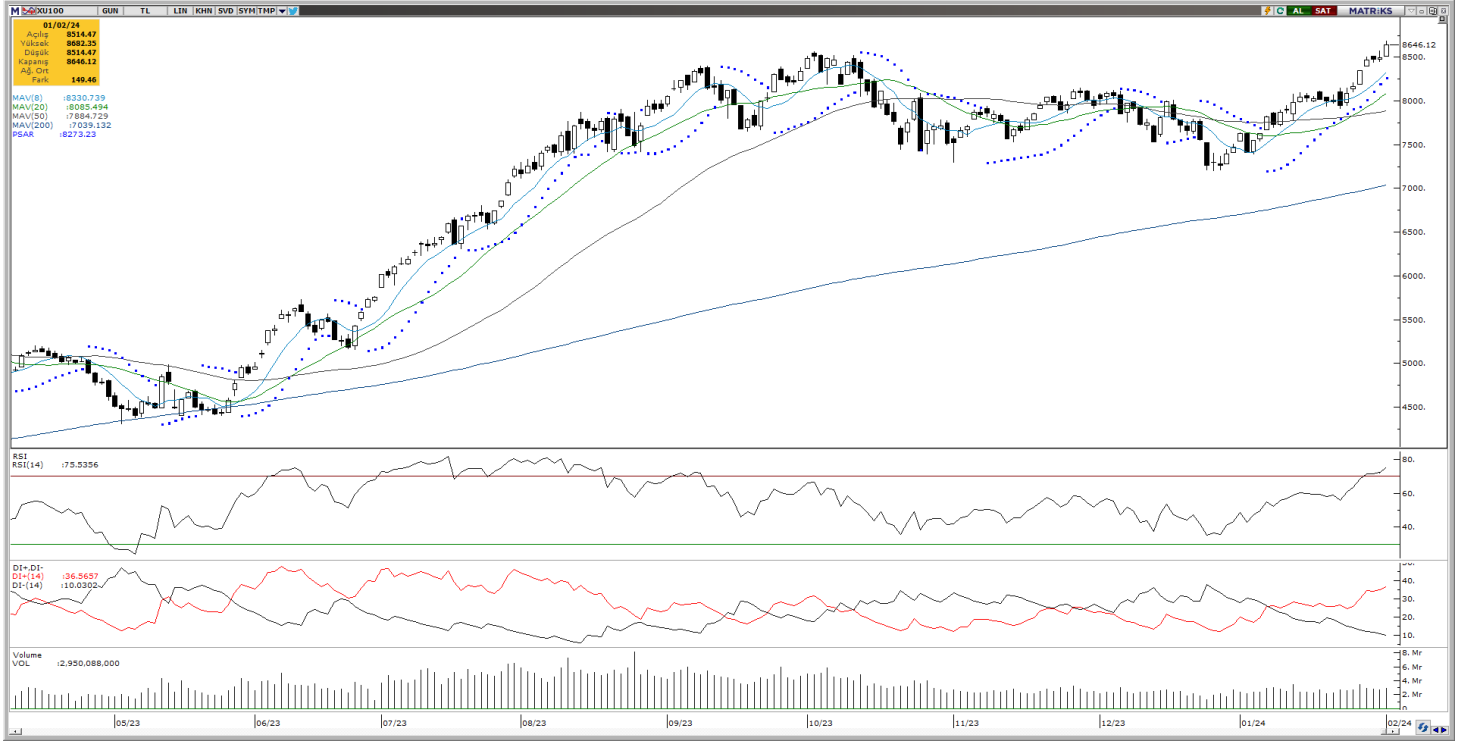 M XU100 GUN TL LIN KHN SVD SYM TMP AL SAT MATRİKS
01/02/24
Açılış 8514.47
Yüksek 8682.35
Düşük 8514.47
Kapanış 8646.12
Ağ. Ort
Fark 149.46
MAV(8) :8330.739
MAV(20) :8085.494
MAV(50) :7884.729
MAV(200) :7039.132
PSAR :8273.23
8646.12
8500.
8000.
7500.
7000.
6500.
6000.
5500.
5000.
4500.
RSI
RSI(14) :75.5356
80.
60.
40.
DI+,DI-
DI+(14) :36.5657
DI-(14) :10.0302
40.
30.
20.
10.
Volume
VOL :2,950,088,000
8. Mr
6. Mr
4. Mr
2. Mr
0.
05/23 06/23 07/23 08/23 09/23 10/23 11/23 12/23 01/24 02/24